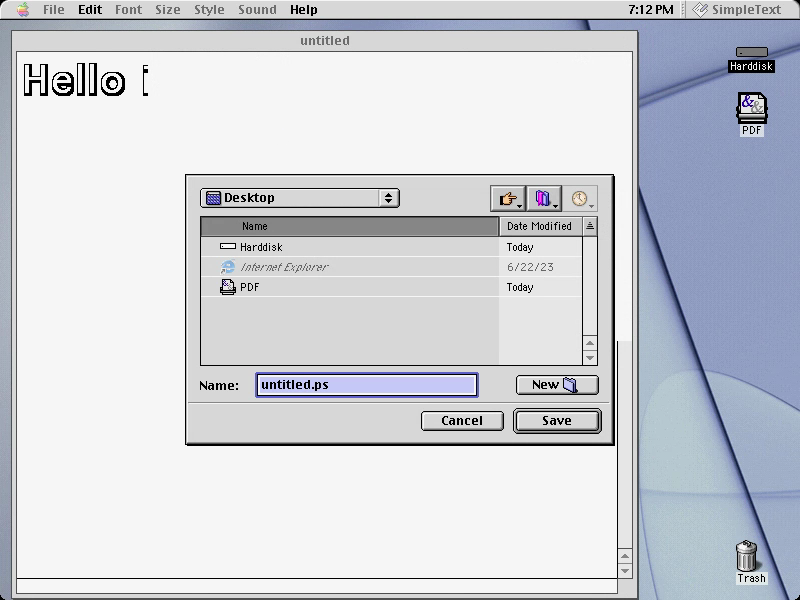 File Edit Font Size Style Sound Help 7:12 PM SimpleText
untitled
Harddisk
Hello
PDF
Desktop
Name Date Modified
Harddisk Today
Internet Explorer 6/22/23
PDF Today
Name: untitled.ps New
Cancel Save
Trash